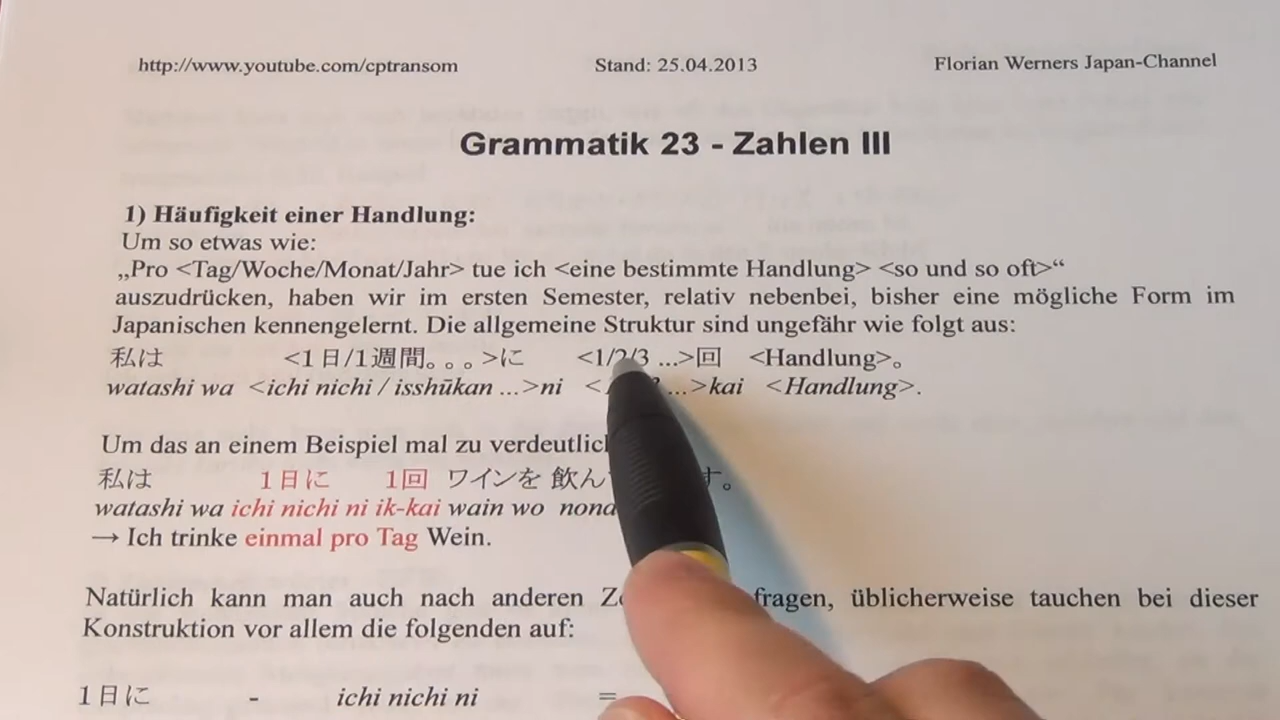 http://www.youtube.com/cptransom Stand: 25.04.2013 Florian Werners Japan-Channel
Grammatik 23 - Zahlen III
1) Häufigkeit einer Handlung:
Um so etwas wie:
„Pro <Tag/Woche/Monat/Jahr> tue ich <eine bestimmte Handlung> <so und so oft>“
auszudrücken, haben wir im ersten Semester, relativ nebenbei, bisher eine mögliche Form im
Japanischen kennengelernt. Die allgemeine Struktur sind ungefähr wie folgt aus:
私は <1日/1週間。。。>に <1/2/3 ...>回 <Handlung>。
watashi wa <ichi nichi / isshūkan ...>ni < ...>kai <Handlung>.
Um das an einem Beispiel mal zu
私は 1日に 1回 ワインを 飲ん す。
watashi wa ichi nichi ni ik-kai wain wo
→ Ich trinke einmal pro Tag Wein.
Natürlich kann man auch nach anderen fragen, üblicherweise tauchen bei dieser
Konstruktion vor allem die folgenden auf:
1日に - ichi nichi ni =